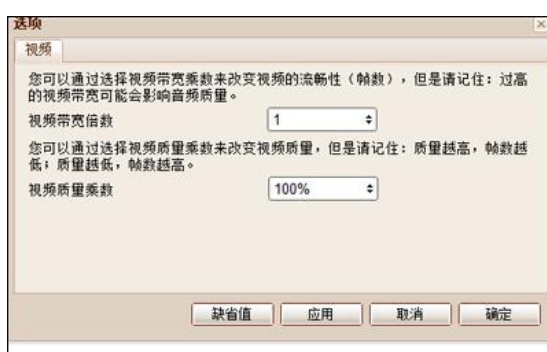 选项
视频
您可以通过选择视频带宽乘数来改变视频的流畅性（帧数），但是请记住：过高
的视频带宽可能会影响音频质量。
视频带宽倍数 1
您可以通过选择视频质量乘数来改变视频质量，但是请记住：质量越高，帧数越
低；质量越低，帧数越高。
视频质量乘数 100%
缺省值 应用 取消 确定